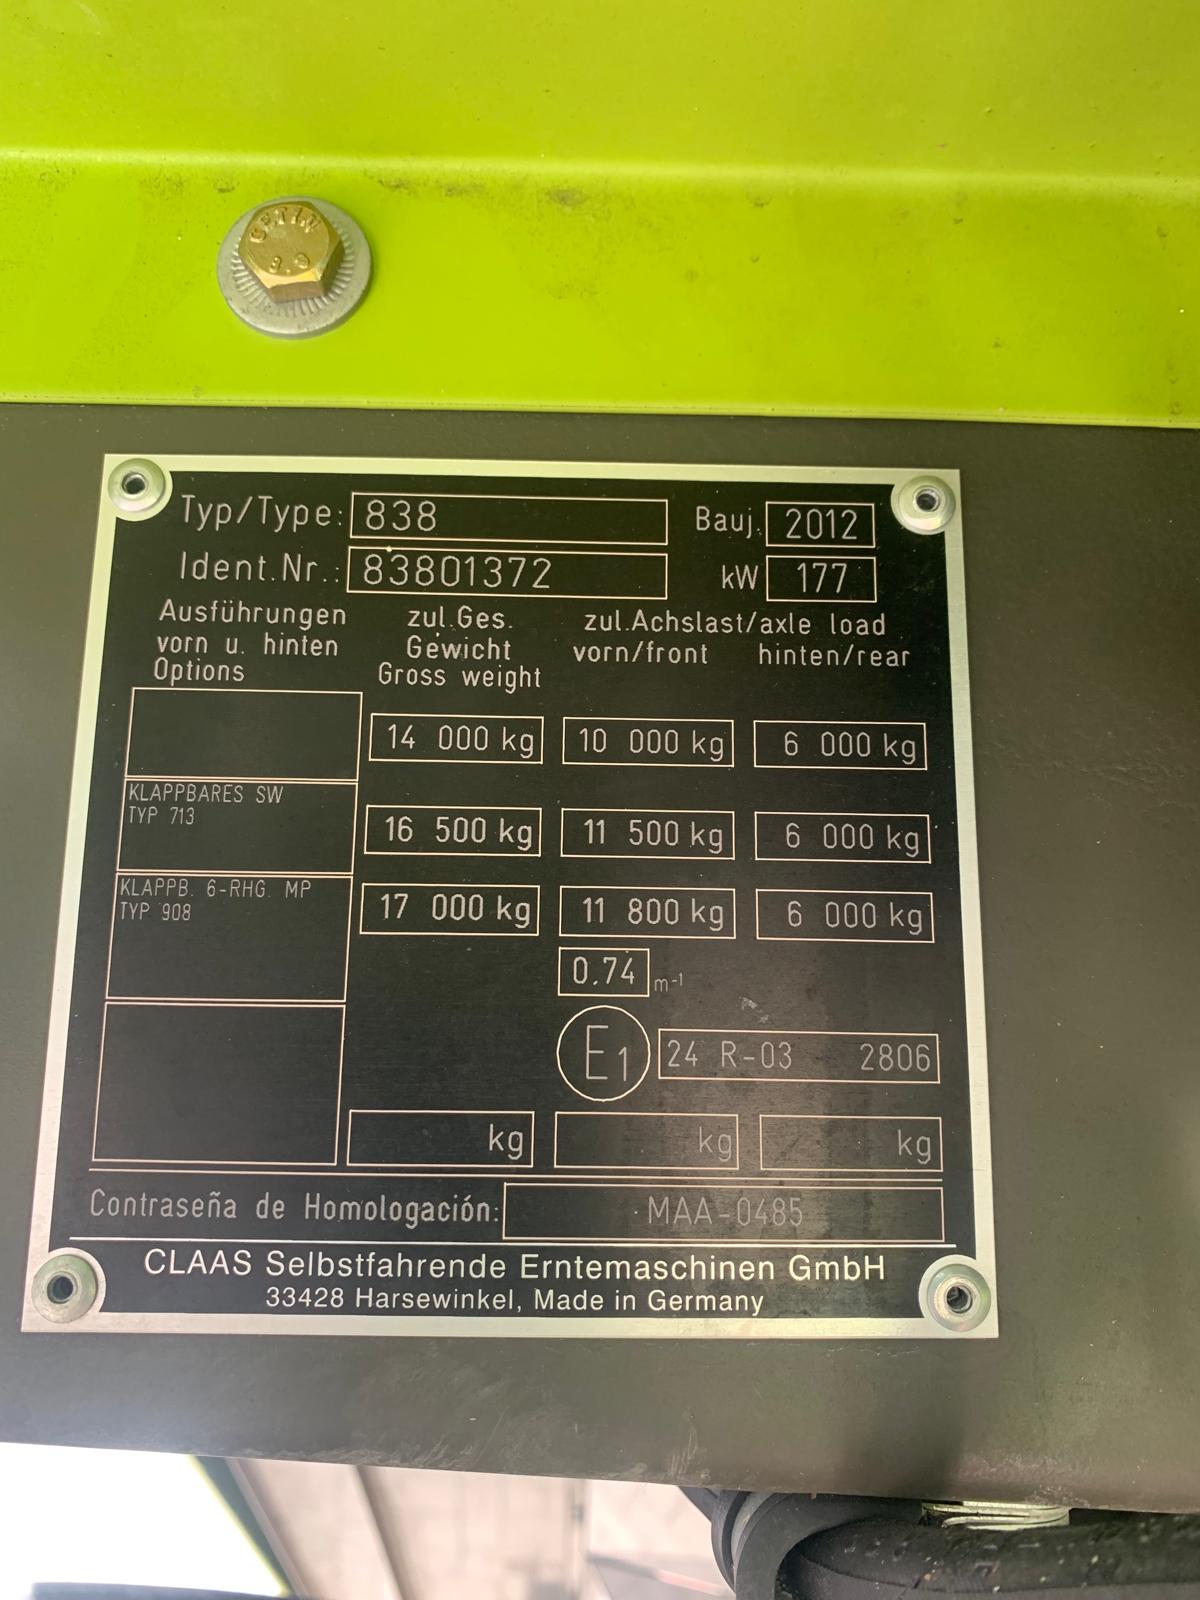 ÇETİN
8.8
Typ/Type: 838 Bauj. 2012
Ident.Nr.: 83801372 kW 177
Ausführungen vorn u. hinten Options
zul.Ges. Gewicht Gross weight
zul.Achslast/axle load
vorn/front hinten/rear
14 000 kg 10 000 kg 6 000 kg
KLAPPBARES SW
TYP 713
16 500 kg 11 500 kg 6 000 kg
KLAPPB. 6-RHG. MP
TYP 908
17 000 kg 11 800 kg 6 000 kg
0.74 m-1
E1 24 R-03 2806
kg kg kg
Contraseña de Homologación: MAA-0485
CLAAS Selbstfahrende Erntemaschinen GmbH
33428 Harsewinkel, Made in Germany